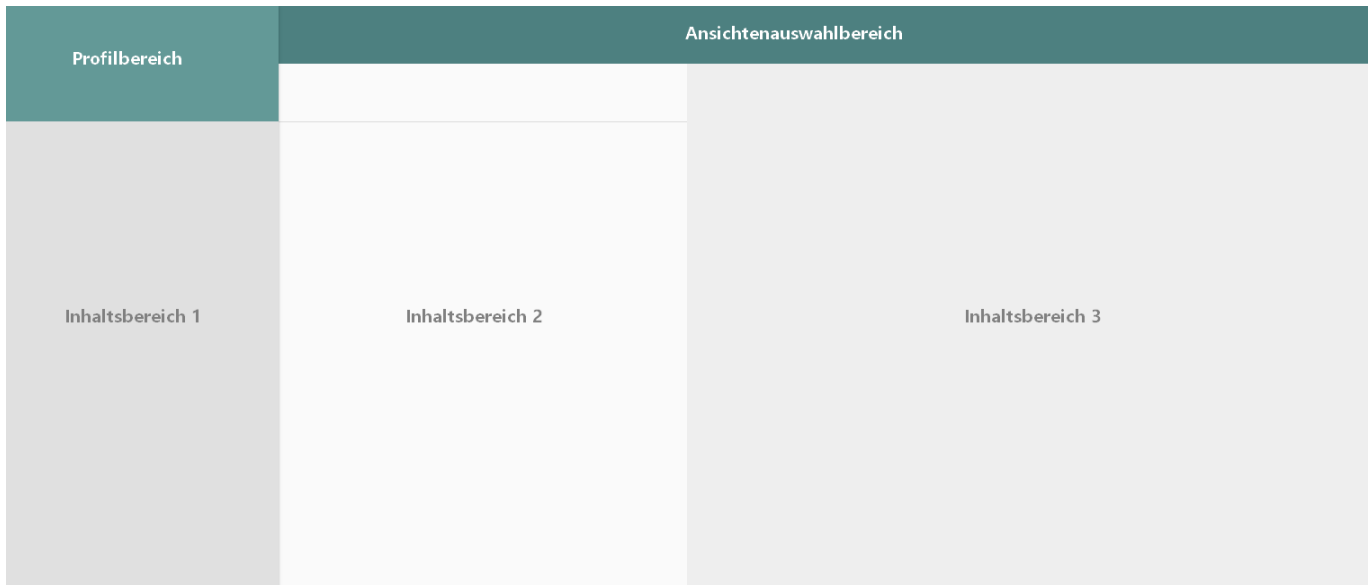 Ansichtenauswahlbereich
Profilbereich
Inhaltsbereich 1
Inhaltsbereich 2
Inhaltsbereich 3